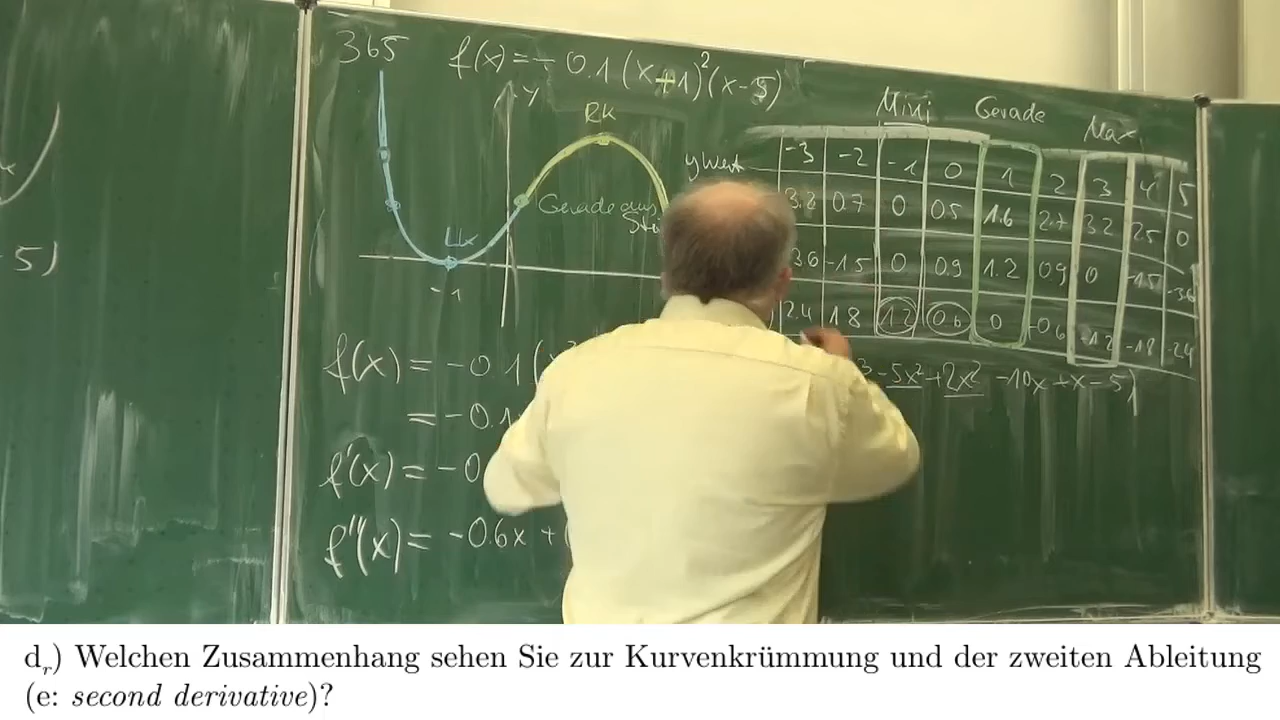 365
f(x) = - 0.1 (x+1)²(x-5)
y
RK
Gerade aus
LK
-1
5)
Mini Gerade Max
y Wert -3 -2 -1 0 1 2 3 4 5
3.2 0.7 0 0.5 1.6 2.7 3.2 2.5 0
3.6 -1.5 0 0.9 1.2 0.9 0 -1.5 -3.6
2.4 1.8 1.2 0.6 0 -0.6 -1.2 -1.8 -2.4
f(x) = -0.1 ( ³ - 5x² + 2x² - 10x + x - 5)
= -0.1
f'(x) = -0
f''(x) = -0.6x +
dᵣ) Welchen Zusammenhang sehen Sie zur Kurvenkrümmung und der zweiten Ableitung
(e: second derivative)?